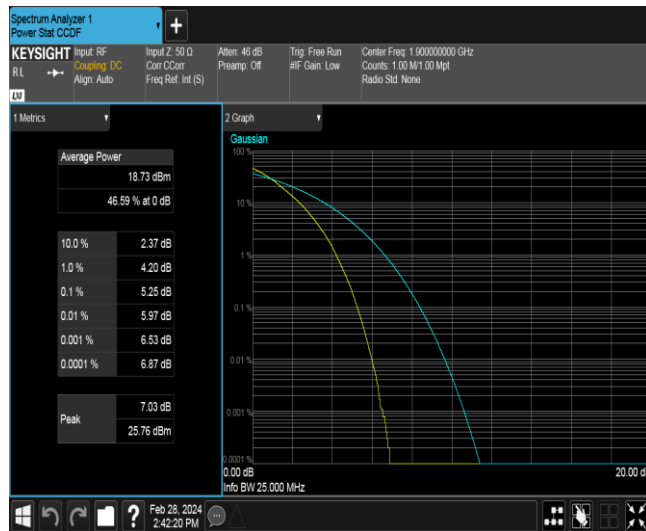 Spectrum Analyzer 1
Power Stat CCDF
+
KEYSIGHT
RL
LXI
Input: RF
Coupling: DC
Align: Auto
Input Z: 50 Ω
Corr CCorr
Freq Ref: Int (S)
Atten: 46 dB
Preamp: Off
Trig: Free Run
#IF Gain: Low
Center Freq: 1.900000000 GHz
Counts: 1.00 M/1.00 Mpt
Radio Std: None
1 Metrics
Average Power
18.73 dBm
46.59 % at 0 dB
10.0 % 2.37 dB
1.0 % 4.20 dB
0.1 % 5.25 dB
0.01 % 5.97 dB
0.001 % 6.53 dB
0.0001 % 6.87 dB
Peak
7.03 dB
25.76 dBm
2 Graph
Gaussian
100 %
10 %
1 %
0.1 %
0.01 %
0.001 %
0.0001 %
0.00 dB
20.00 d
Info BW 25.000 MHz
?
Feb 28, 2024
2:42:20 PM